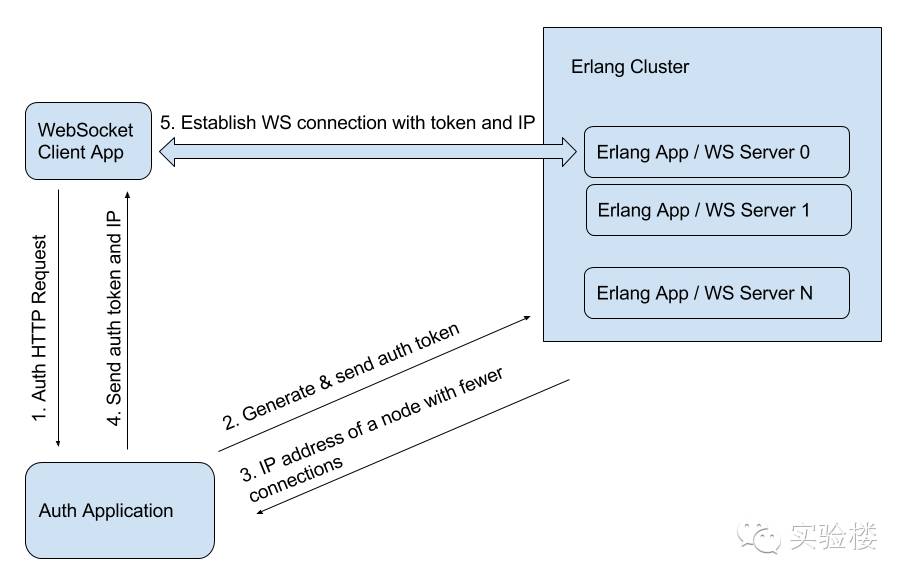 Erlang Cluster
WebSocket
Client App
5. Establish WS connection with token and IP
Erlang App / WS Server 0
Erlang App / WS Server 1
Erlang App / WS Server N
1. Auth HTTP Request
4. Send auth token and IP
2. Generate & send auth token
3. IP address of a node with fewer
connections
Auth Application
实验楼